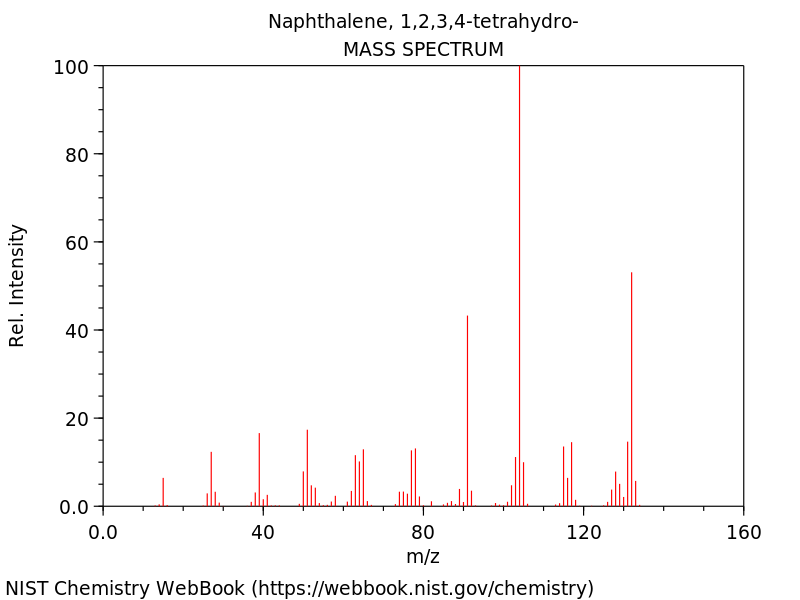 Naphthalene, 1,2,3,4-tetrahydro-
MASS SPECTRUM
100
80
60
40
20
0.0
Rel. Intensity
0.0 40 80 120 160
m/z
NIST Chemistry WebBook (https://webbook.nist.gov/chemistry)